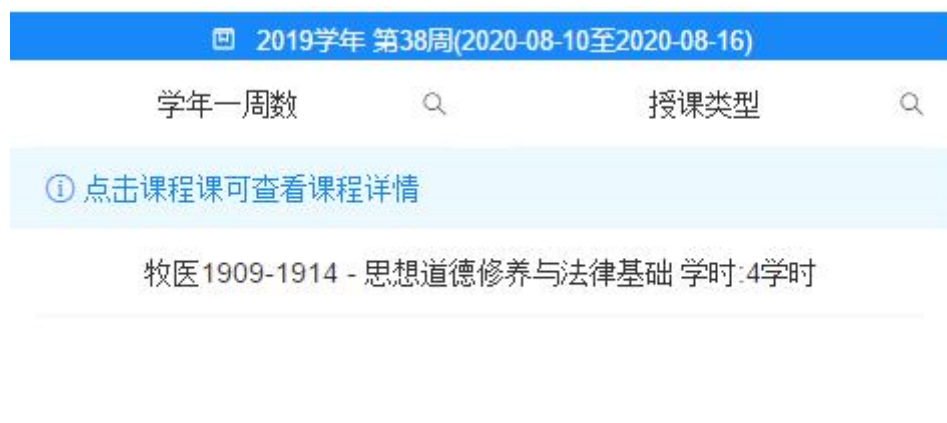 2019学年 第38周(2020-08-10至2020-08-16)
学年一周数 授课类型
点击课程课可查看课程详情
牧医1909-1914 - 思想道德修养与法律基础 学时:4学时